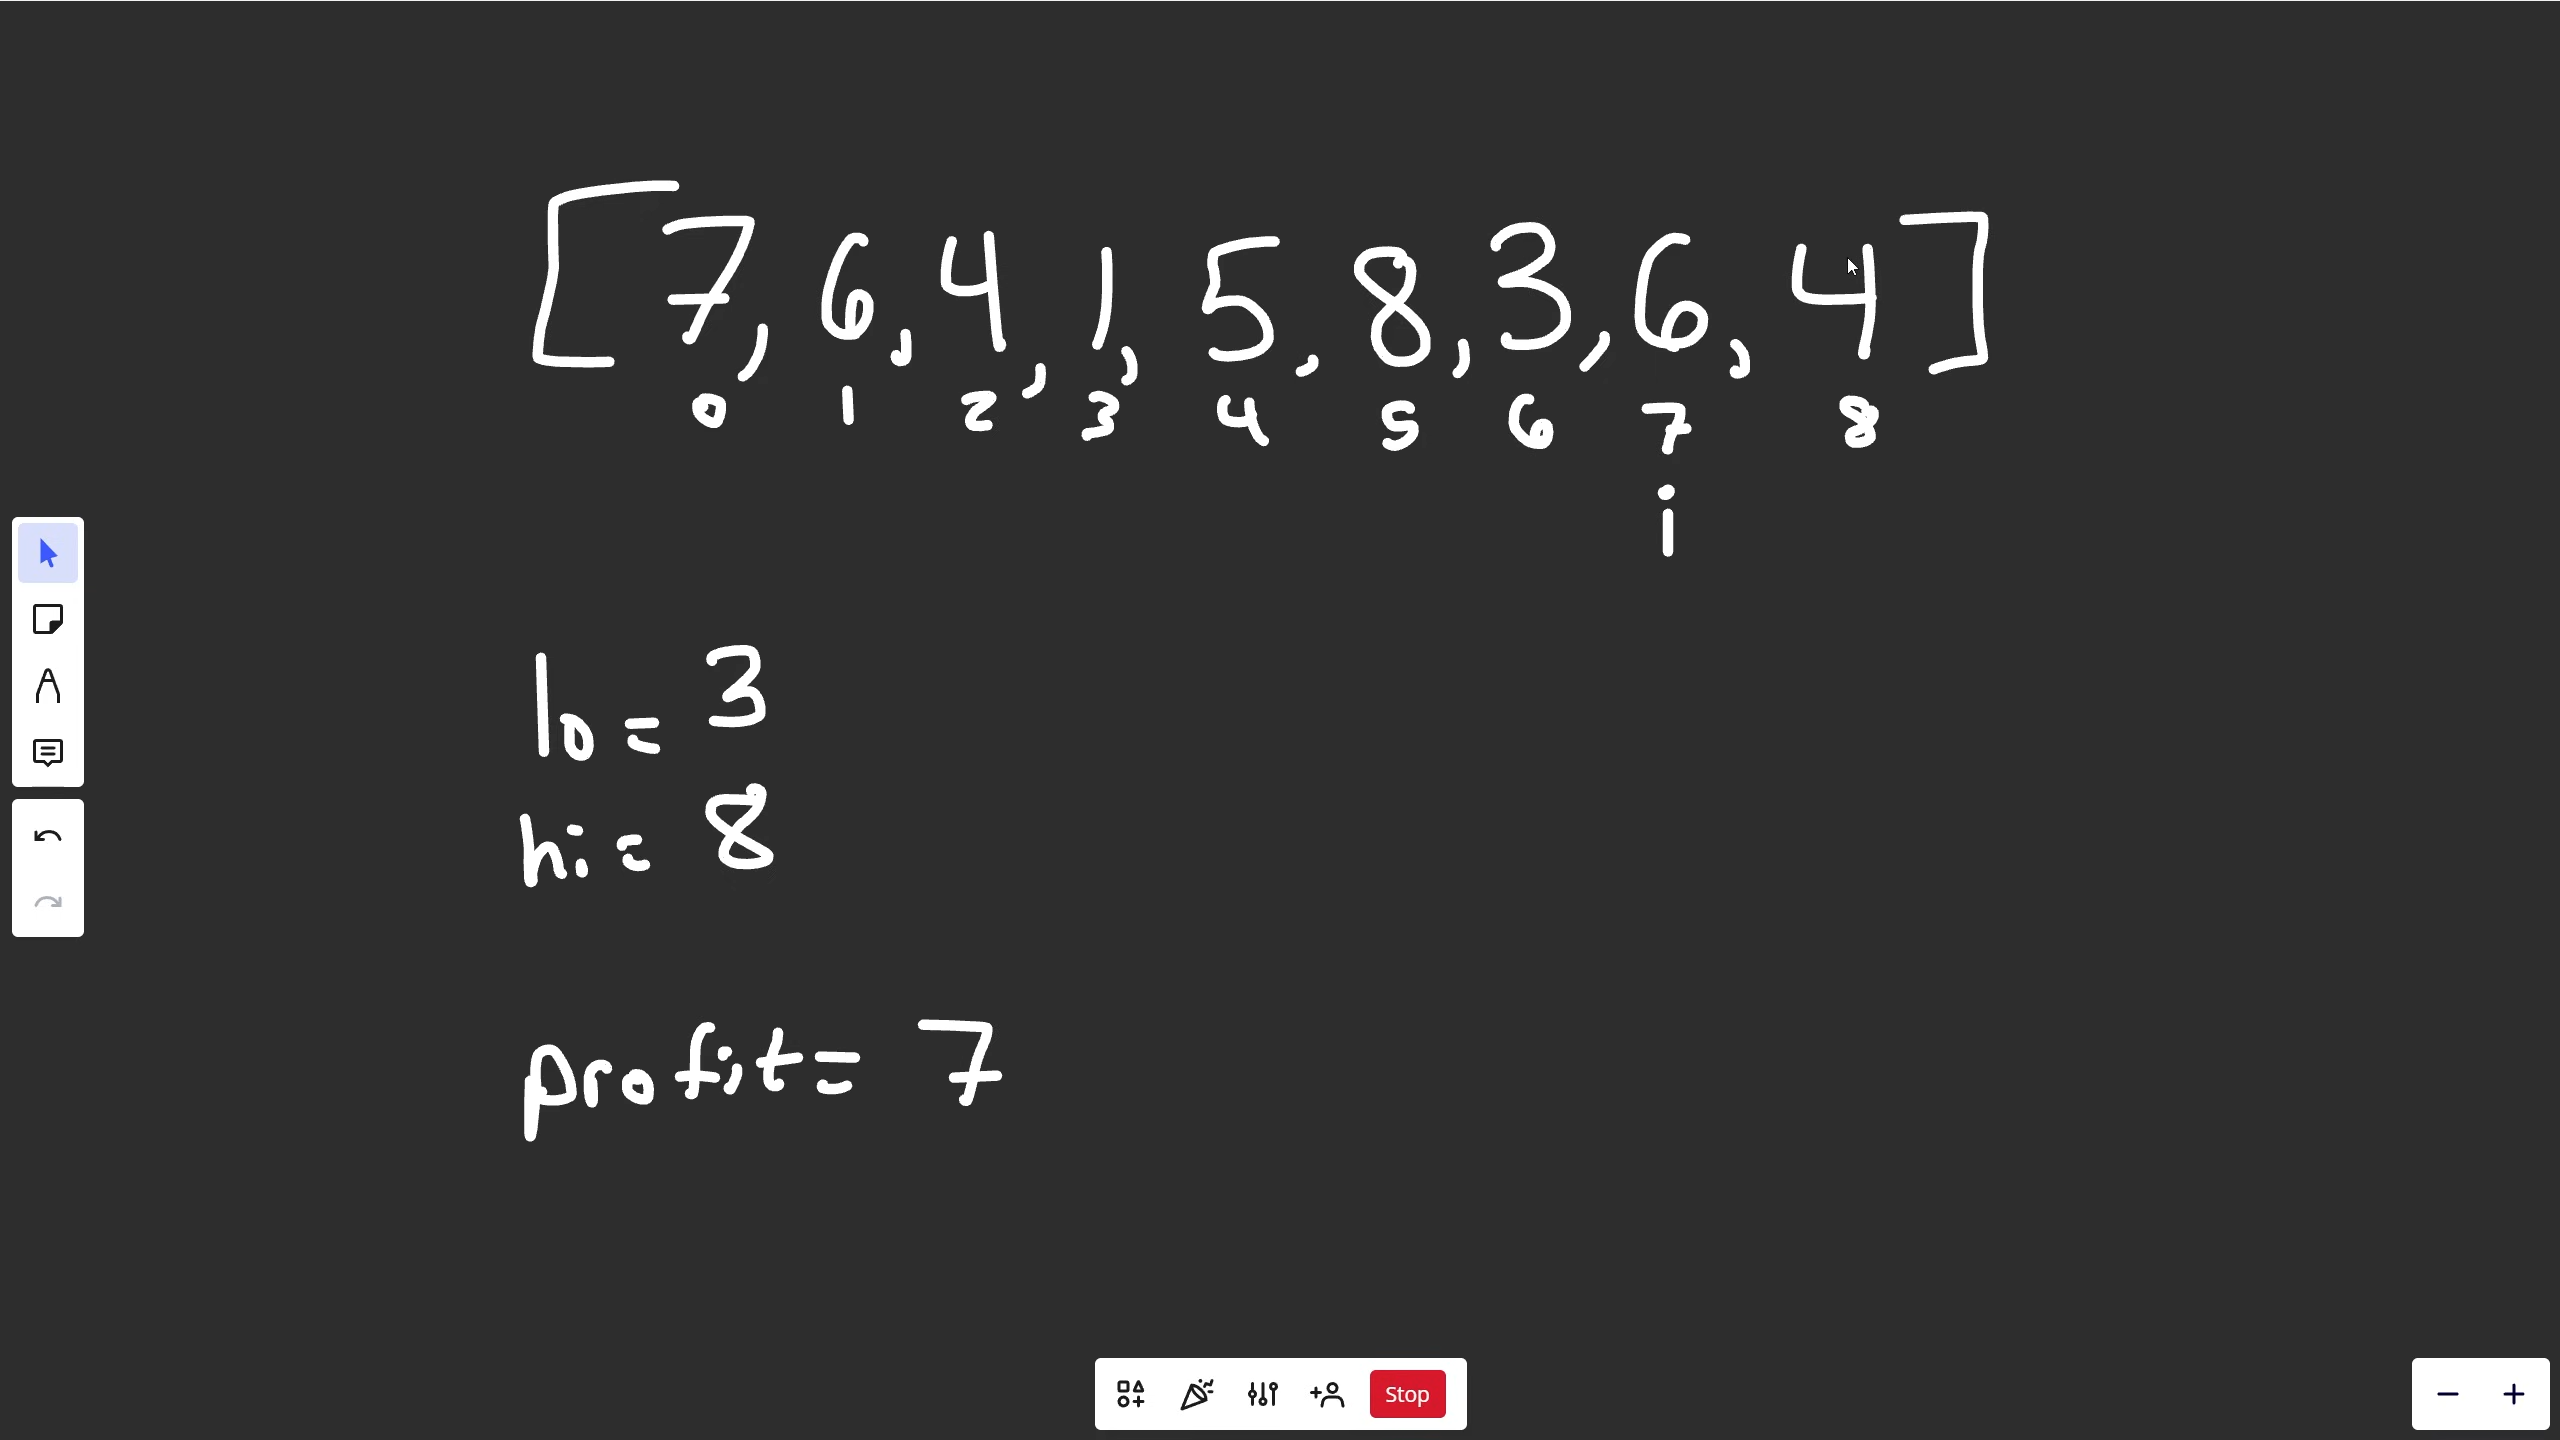 [7, 6, 4, 1, 5, 8, 3, 6, 4]
0 1 2 3 4 5 6 7 8
i
lo = 3
hi = 8
profit = 7
Stop